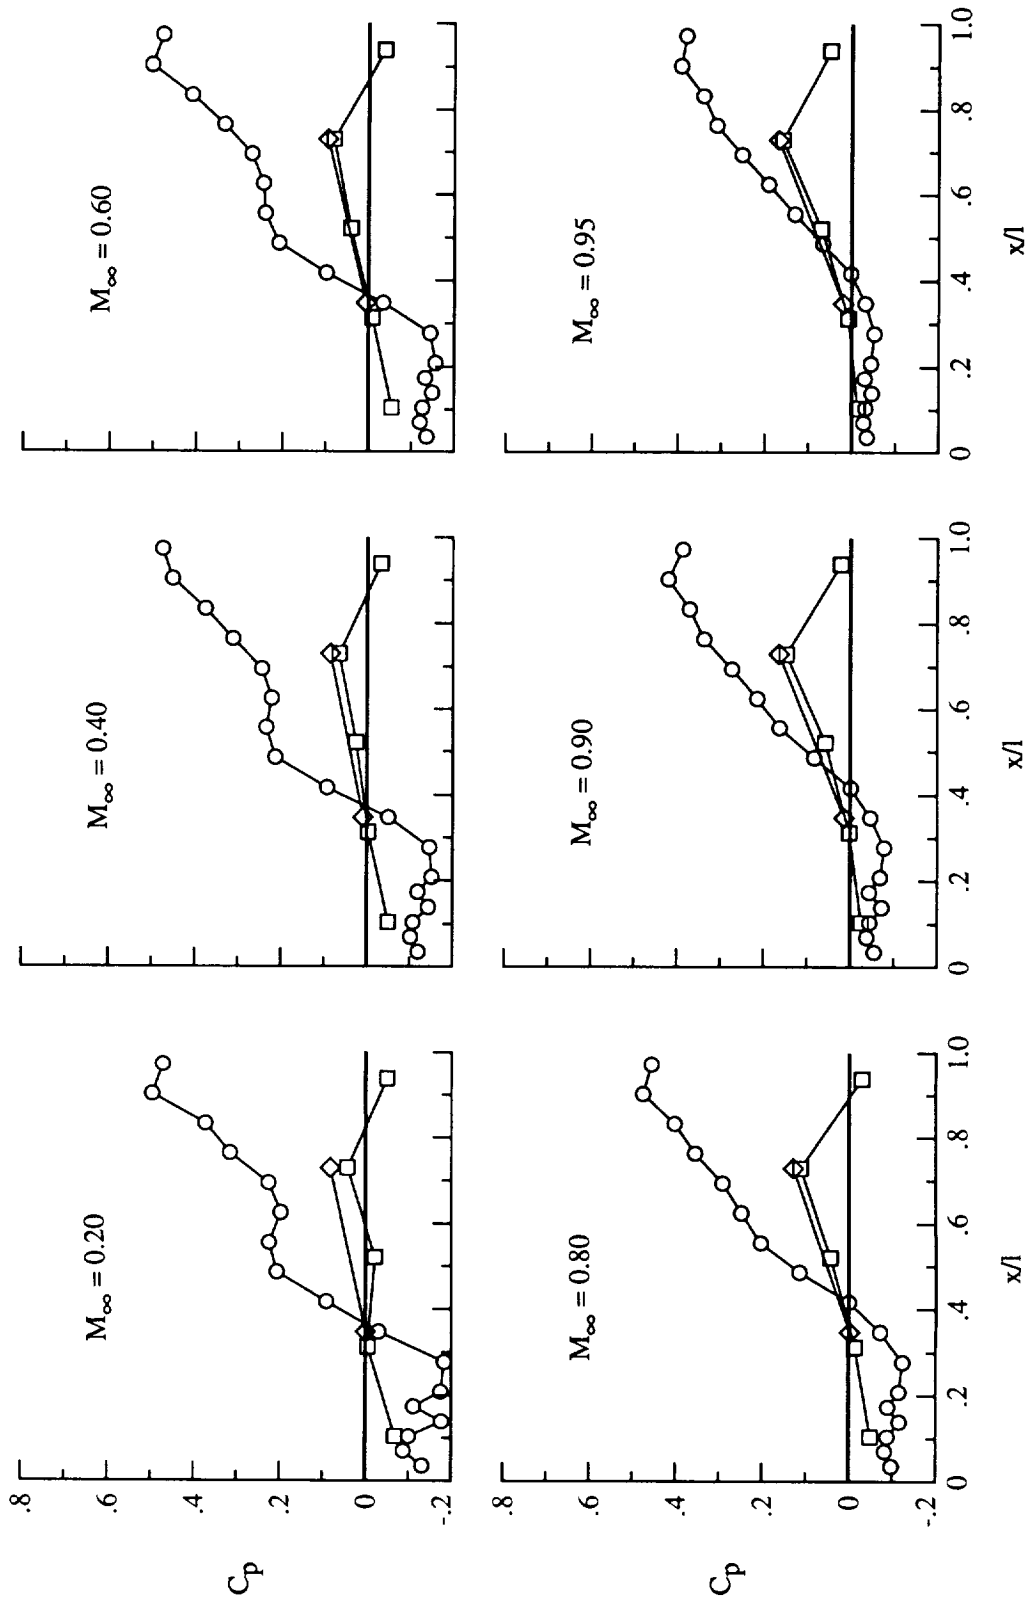 M∞ = 0.20
M∞ = 0.40
M∞ = 0.60
.8
.6
.4
.2
0
-.2
Cp
M∞ = 0.80
M∞ = 0.90
M∞ = 0.95
.8
.6
.4
.2
0
-.2
Cp
0 .2 .4 .6 .8 1.0
0 .2 .4 .6 .8 1.0
0 .2 .4 .6 .8 1.0
x/l
x/l
x/l